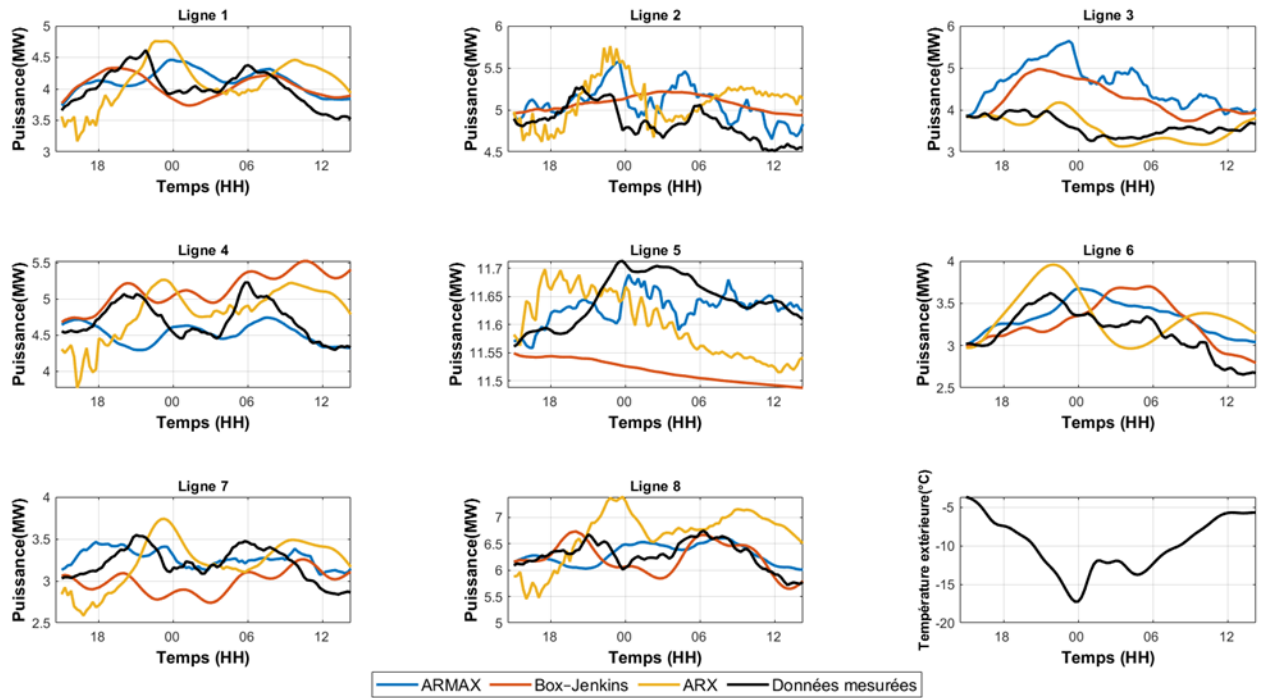 Ligne 1
Puissance(MW)
5
4.5
4
3.5
3
18 00 06 12
Temps (HH)
Ligne 2
Puissance(MW)
6
5.5
5
4.5
18 00 06 12
Temps (HH)
Ligne 3
Puissance(MW)
6
5
4
3
18 00 06 12
Temps (HH)
Ligne 4
Puissance(MW)
5.5
5
4.5
4
18 00 06 12
Temps (HH)
Ligne 5
Puissance(MW)
11.7
11.65
11.6
11.55
11.5
18 00 06 12
Temps (HH)
Ligne 6
Puissance(MW)
4
3.5
3
2.5
18 00 06 12
Temps (HH)
Ligne 7
Puissance(MW)
4
3.5
3
2.5
18 00 06 12
Temps (HH)
Ligne 8
Puissance(MW)
7
6.5
6
5.5
5
18 00 06 12
Temps (HH)
Température extérieure(°C)
-5
-10
-15
-20
18 00 06 12
Temps (HH)
ARMAX Box-Jenkins ARX Données mesurées